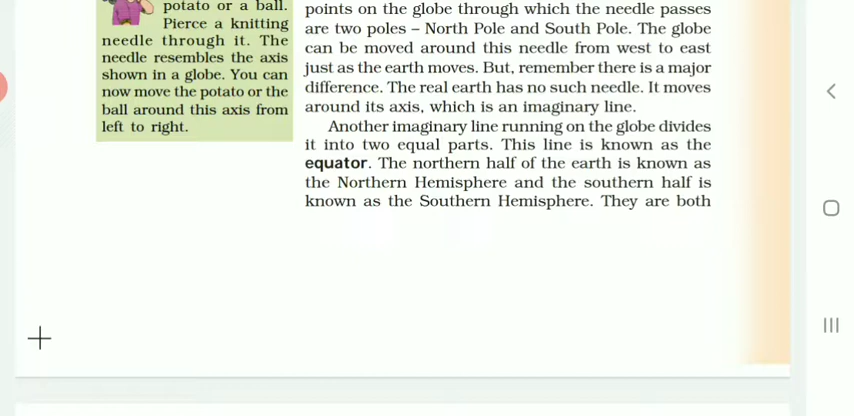 potato or a ball.
Pierce a knitting
needle through it. The
needle resembles the axis
shown in a globe. You can
now move the potato or the
ball around this axis from
left to right.
points on the globe through which the needle passes
are two poles – North Pole and South Pole. The globe
can be moved around this needle from west to east
just as the earth moves. But, remember there is a major
difference. The real earth has no such needle. It moves
around its axis, which is an imaginary line.
Another imaginary line running on the globe divides
it into two equal parts. This line is known as the
equator. The northern half of the earth is known as
the Northern Hemisphere and the southern half is
known as the Southern Hemisphere. They are both